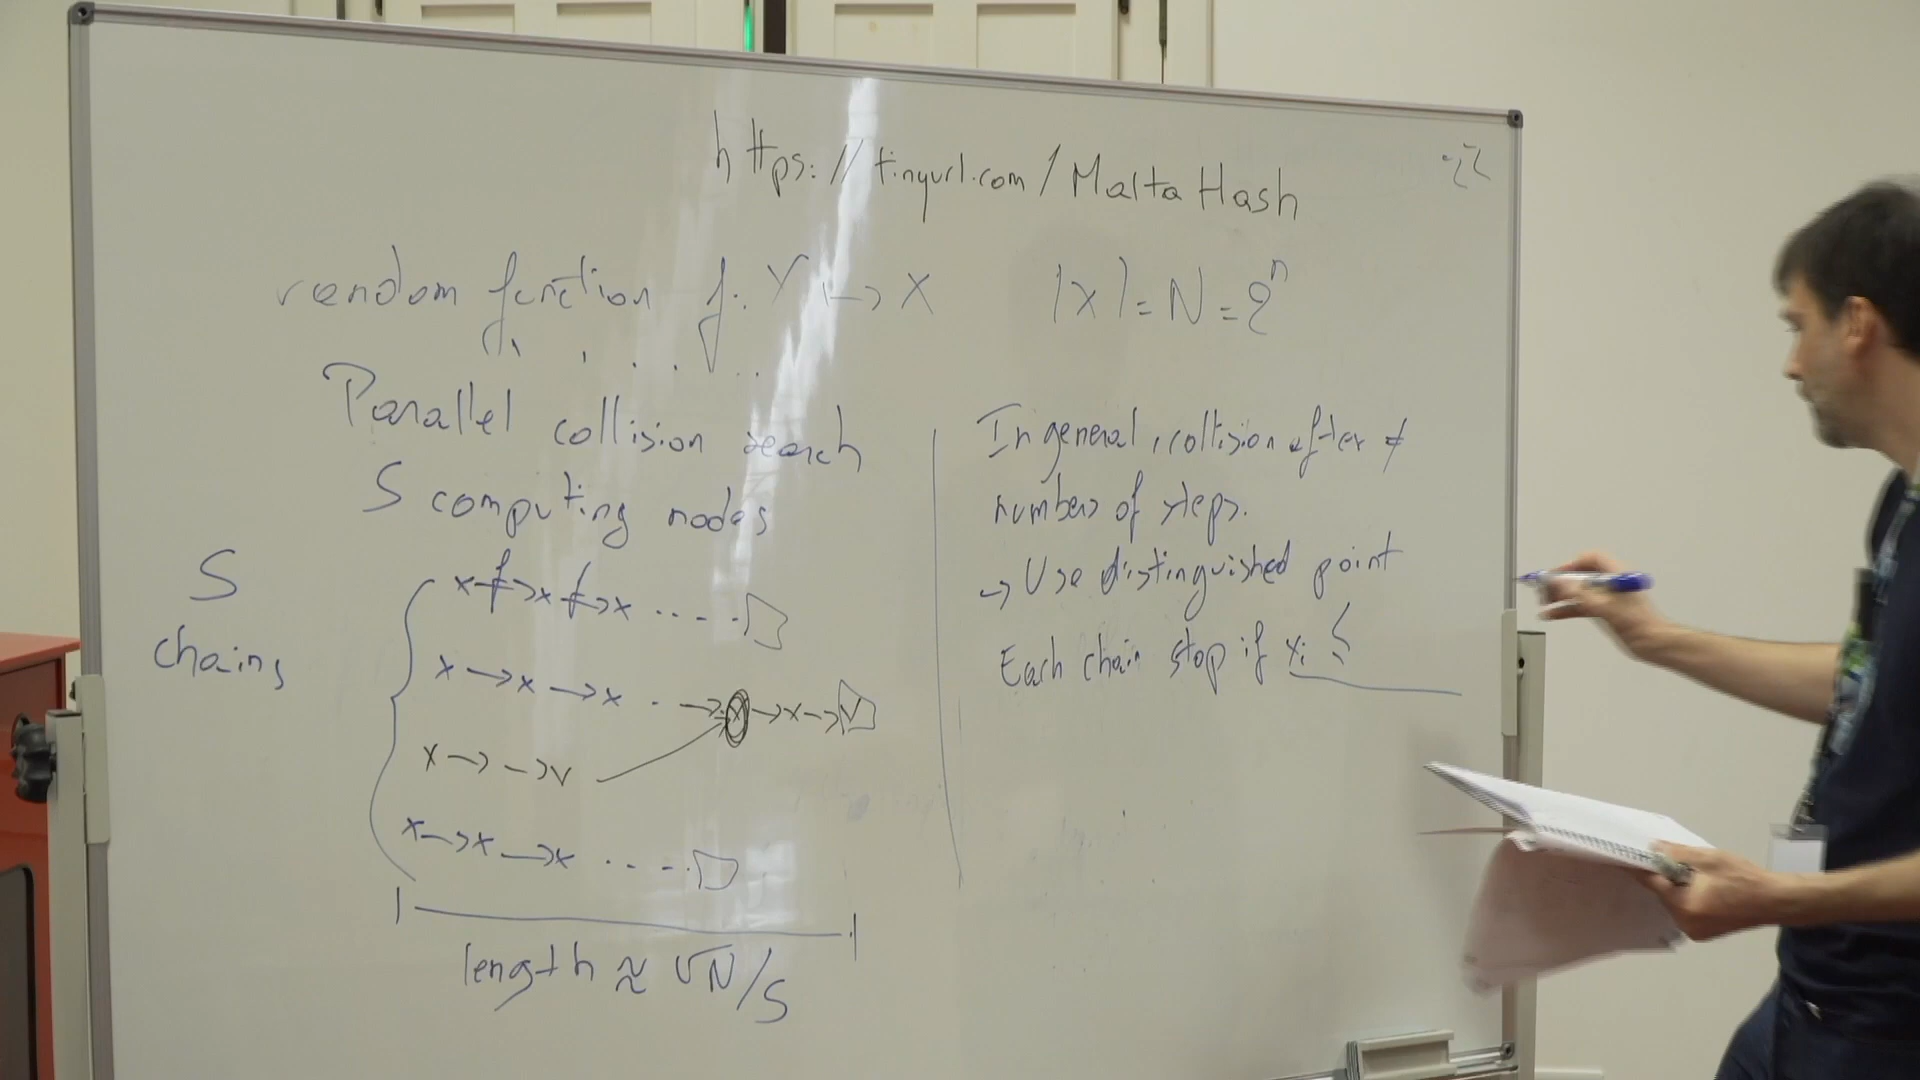 https://tinyurl.com/MaltaHash
random function f: Y ↦ X |X| = N = 2^n
Parallel collision search
S computing nodes
S
chains
x f→ x f→ x ....
x → x → x . → x → x →
x → →
x → x → x ....
length ≈ √N/S
In general, collision after ≠
numbers of steps.
→ Use distinguished point
Each chain stop if xi ≤